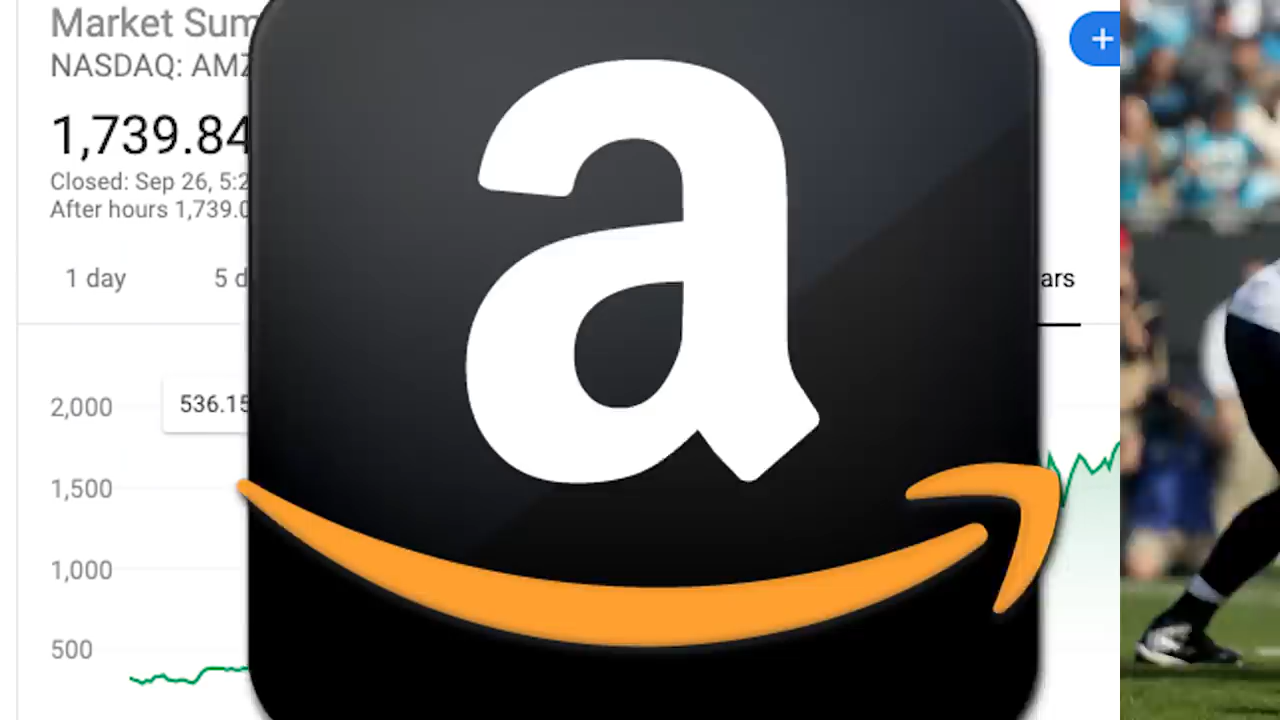 Market Sum
NASDAQ: AMZ
1,739.84
Closed: Sep 26, 5:2
After hours 1,739.0
1 day
5 d
ars
2,000
536.15
1,500
1,000
500
a
+